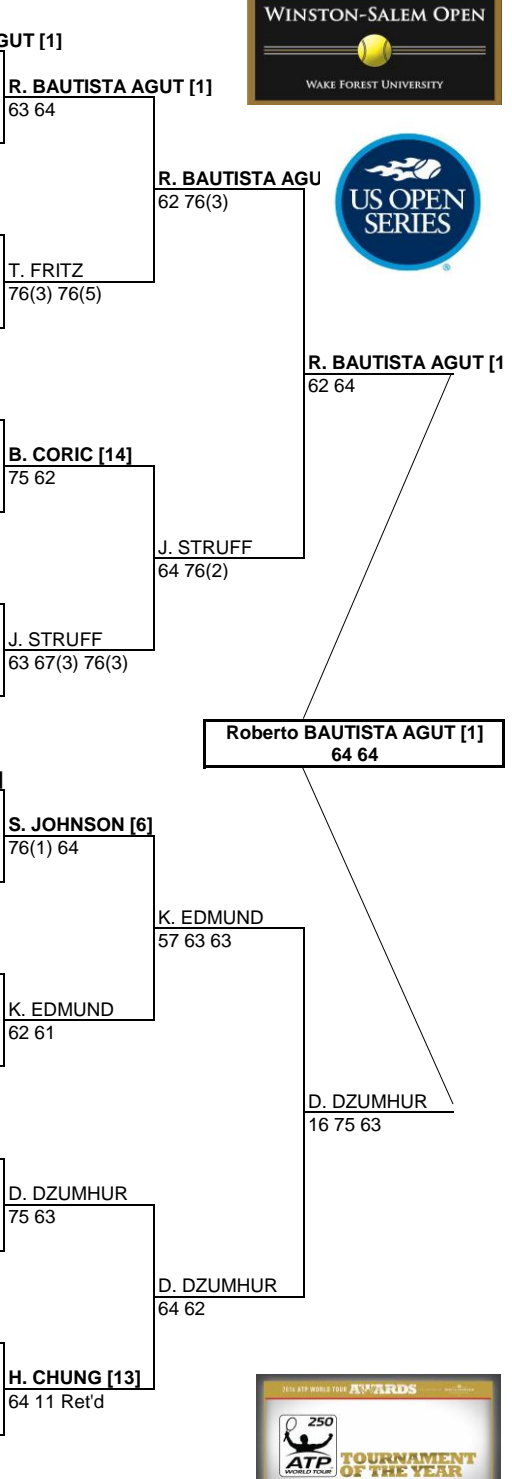 WINSTON-SALEM OPEN
WAKE FOREST UNIVERSITY
GUT [1]
R. BAUTISTA AGUT [1]
63 64
US OPEN
SERIES
®
R. BAUTISTA AGU
62 76(3)
T. FRITZ
76(3) 76(5)
R. BAUTISTA AGUT [1
62 64
B. CORIC [14]
75 62
J. STRUFF
64 76(2)
J. STRUFF
63 67(3) 76(3)
Roberto BAUTISTA AGUT [1]
64 64
]
S. JOHNSON [6]
76(1) 64
K. EDMUND
57 63 63
K. EDMUND
62 61
D. DZUMHUR
16 75 63
D. DZUMHUR
75 63
D. DZUMHUR
64 62
H. CHUNG [13]
64 11 Ret'd
2016 ATP WORLD TOUR AWARDS
250
ATP
WORLD TOUR
TOURNAMENT
OF THE YEAR